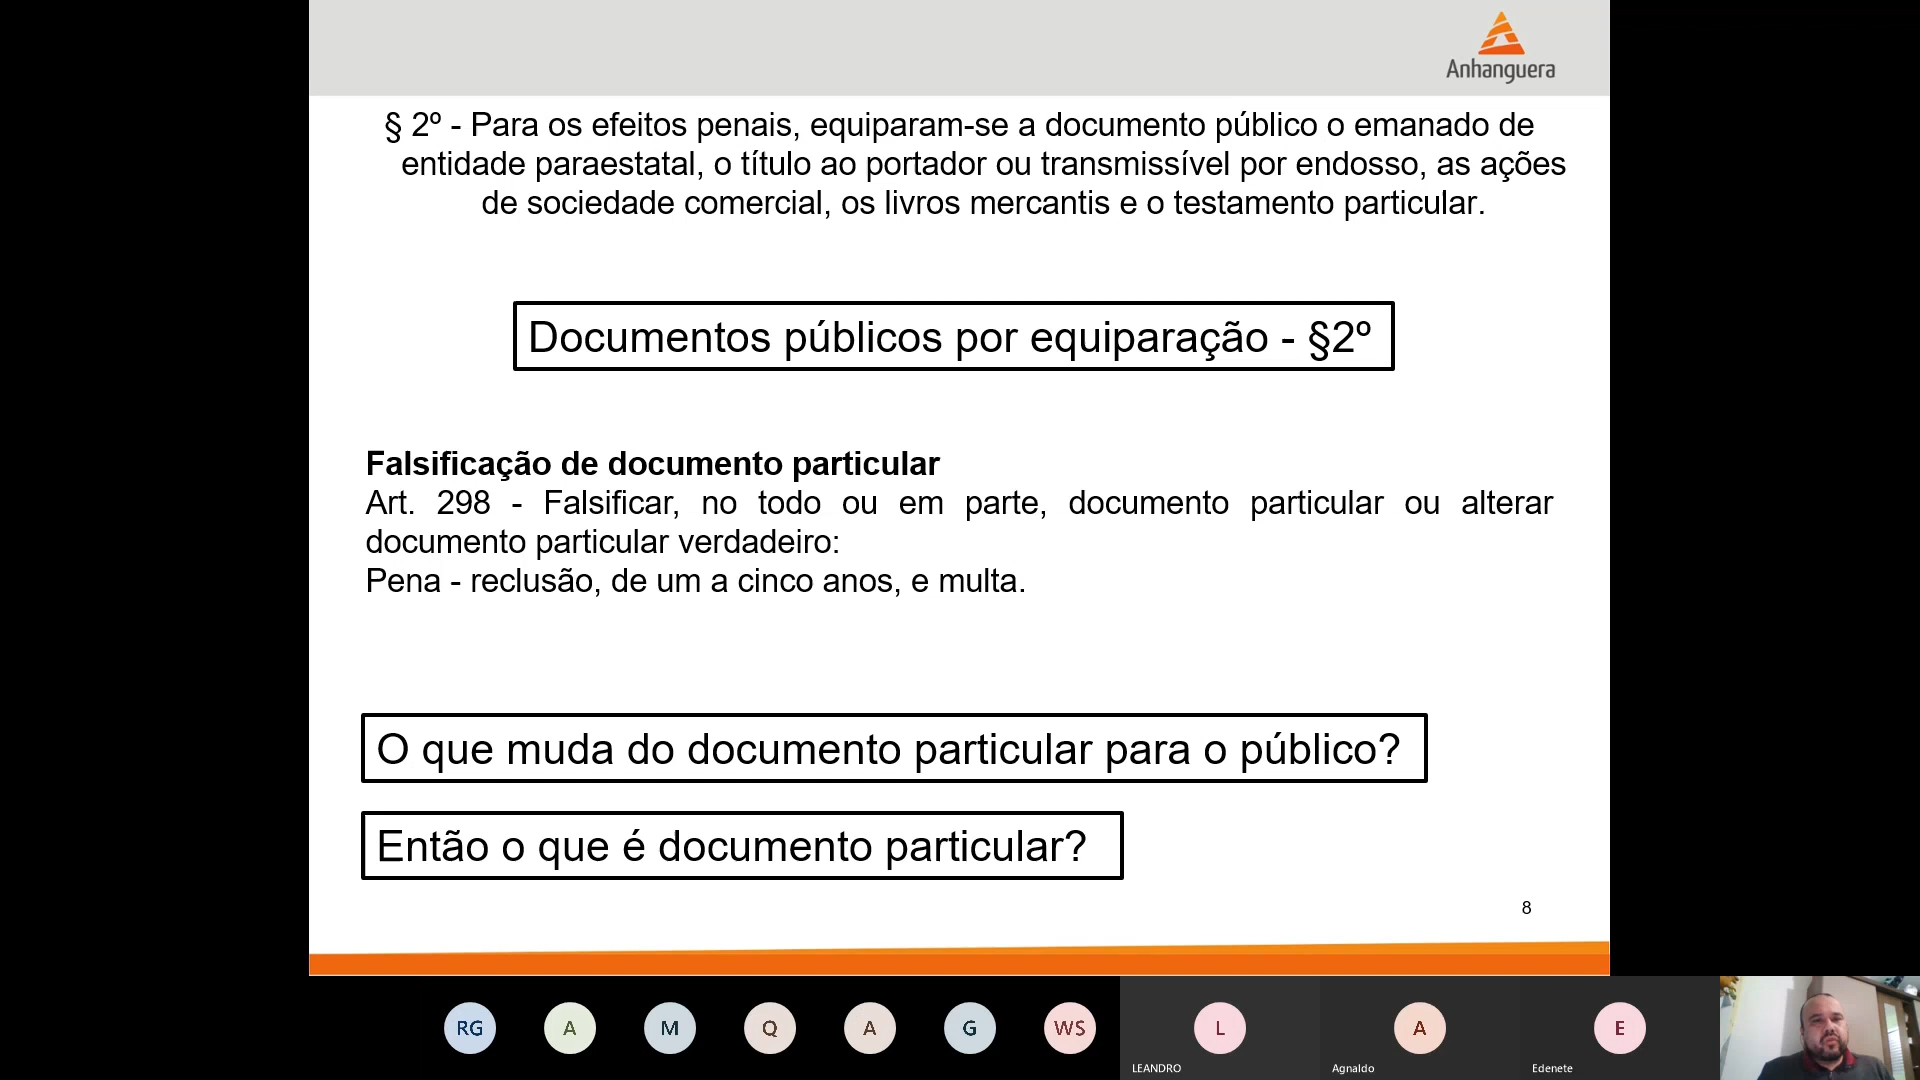 Anhanguera
§ 2º - Para os efeitos penais, equiparam-se a documento público o emanado de
entidade paraestatal, o título ao portador ou transmissível por endosso, as ações
de sociedade comercial, os livros mercantis e o testamento particular.
Documentos públicos por equiparação - §2º
Falsificação de documento particular
Art. 298 - Falsificar, no todo ou em parte, documento particular ou alterar
documento particular verdadeiro:
Pena - reclusão, de um a cinco anos, e multa.
O que muda do documento particular para o público?
Então o que é documento particular?
8
RG A M Q A G WS L A E
LEANDRO Agnaldo Edenete